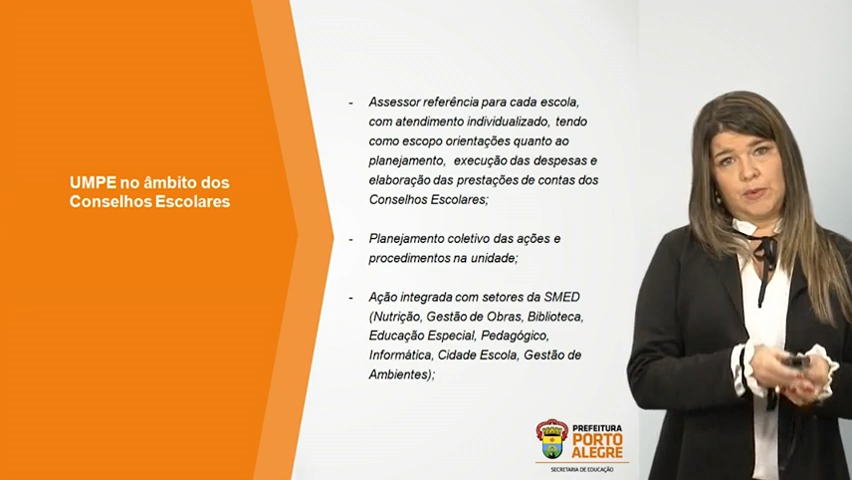 UMPE no âmbito dos
Conselhos Escolares
- Assessor referência para cada escola,
com atendimento individualizado, tendo
como escopo orientações quanto ao
planejamento, execução das despesas e
elaboração das prestações de contas dos
Conselhos Escolares;
- Planejamento coletivo das ações e
procedimentos na unidade;
- Ação integrada com setores da SMED
(Nutrição, Gestão de Obras, Biblioteca,
Educação Especial, Pedagógico,
Informática, Cidade Escola, Gestão de
Ambientes);
PREFEITURA
PORTO
ALEGRE
SECRETARIA DE EDUCAÇÃO